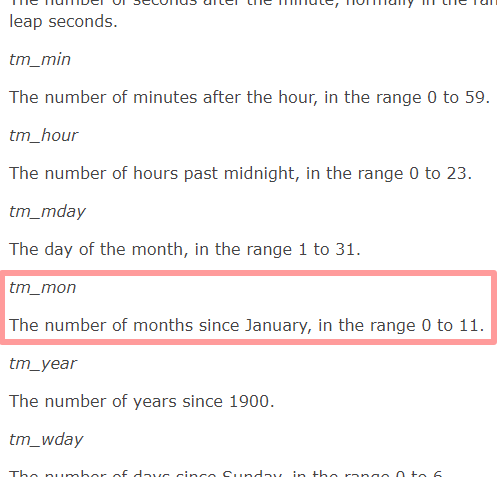 The number of seconds after the minute, normally in the ran
leap seconds.
tm_min
The number of minutes after the hour, in the range 0 to 59.
tm_hour
The number of hours past midnight, in the range 0 to 23.
tm_mday
The day of the month, in the range 1 to 31.
tm_mon
The number of months since January, in the range 0 to 11.
tm_year
The number of years since 1900.
tm_wday
The number of days since Sunday, in the range 0 to 6